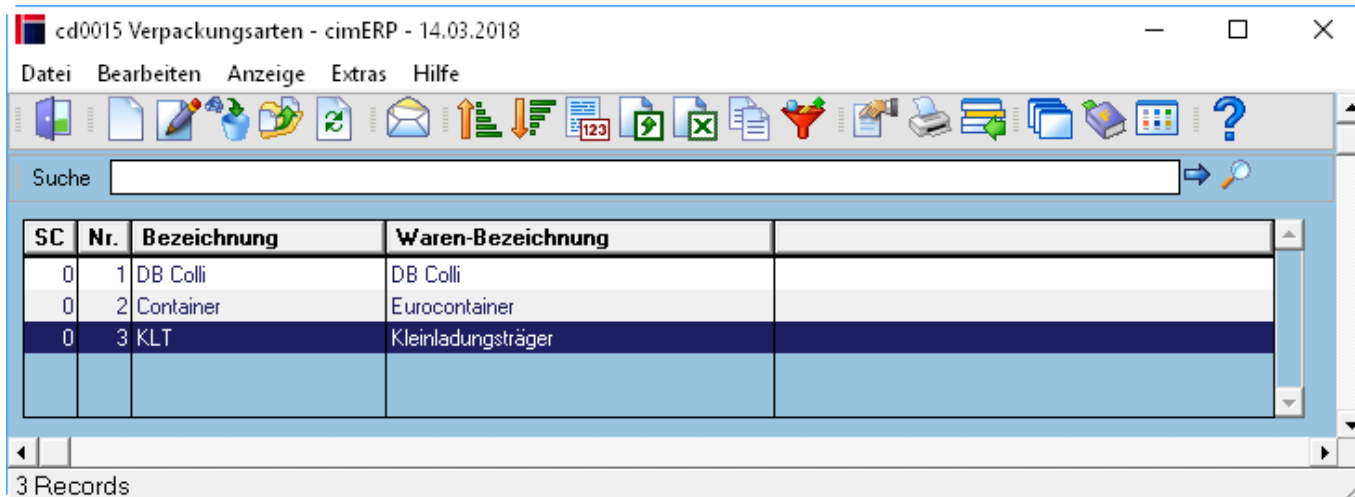 cd0015 Verpackungsarten - cimERP - 14.03.2018
Datei Bearbeiten Anzeige Extras Hilfe
123
Suche
SC Nr. Bezeichnung Waren-Bezeichnung
0 1 DB Colli DB Colli
0 2 Container Eurocontainer
0 3 KLT Kleinladungsträger
3 Records